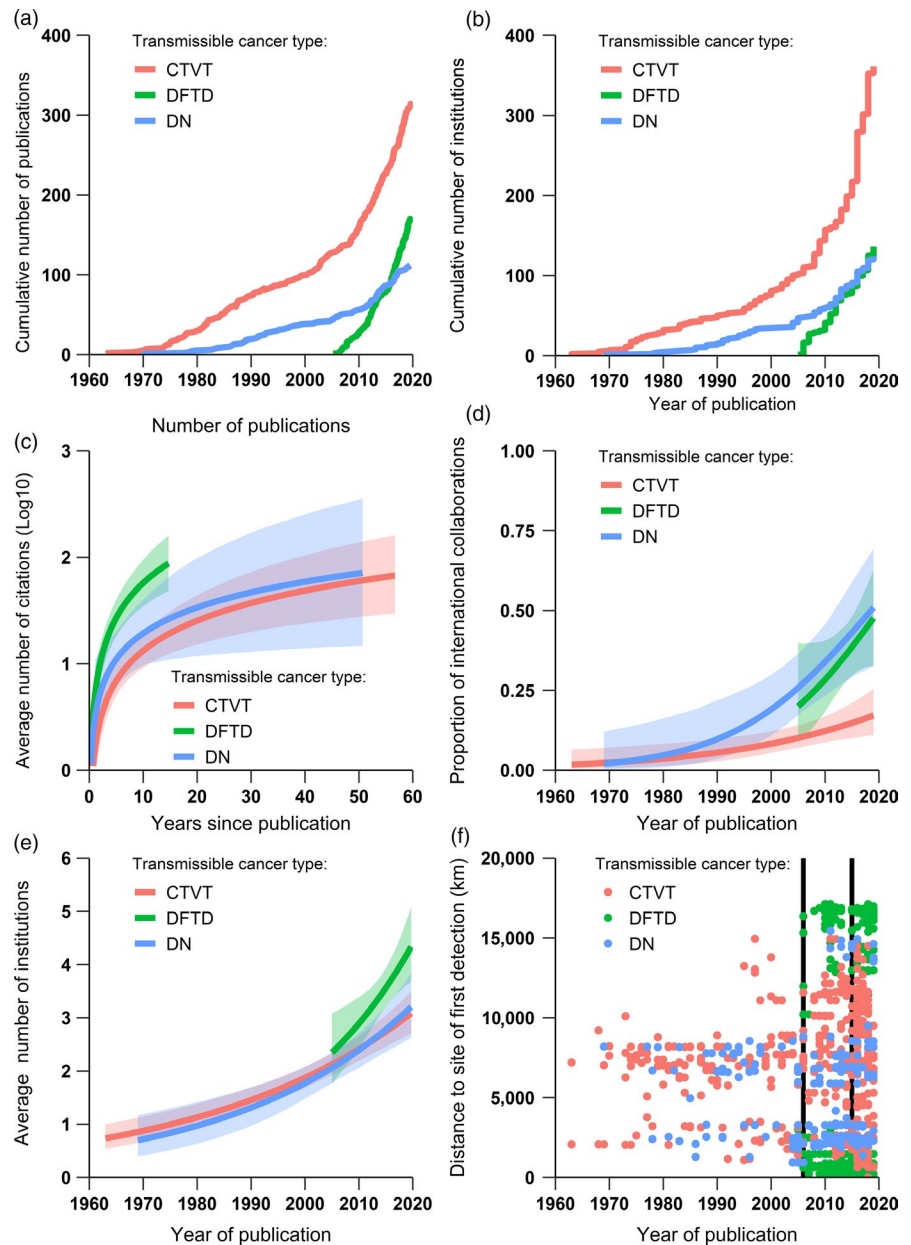 (a)
Cumulative number of publications
400
300
200
100
0
Transmissible cancer type:
CTVT
DFTD
DN
1960 1970 1980 1990 2000 2010 2020
Number of publications
(b)
Cumulative number of institutions
400
300
200
100
0
Transmissible cancer type:
CTVT
DFTD
DN
1960 1970 1980 1990 2000 2010 2020
Year of publication
(c)
Average number of citations (Log10)
3
2
1
0
Transmissible cancer type:
CTVT
DFTD
DN
0 10 20 30 40 50 60
Years since publication
(d)
Proportion of international collaborations
1.00
0.75
0.50
0.25
0.00
Transmissible cancer type:
CTVT
DFTD
DN
1960 1970 1980 1990 2000 2010 2020
Year of publication
(e)
Average number of institutions
6
5
4
3
2
1
0
Transmissible cancer type:
CTVT
DFTD
DN
1960 1970 1980 1990 2000 2010 2020
Year of publication
(f)
Distance to site of first detection (km)
20,000
15,000
10,000
5,000
0
Transmissible cancer type:
CTVT
DFTD
DN
1960 1970 1980 1990 2000 2010 2020
Year of publication